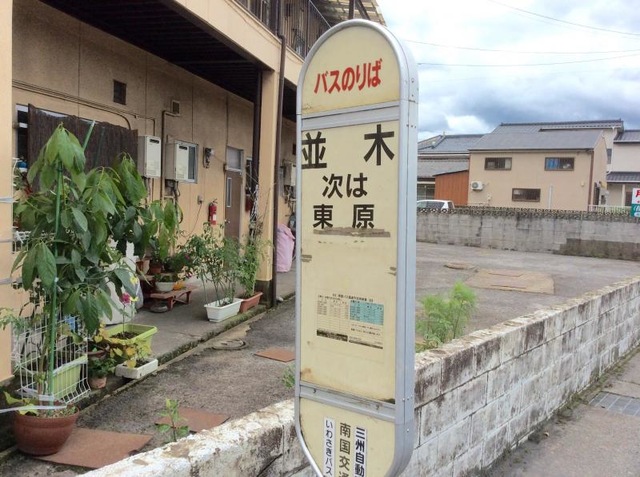 バスのりば
並木
次は
東原
三州自動
南国交通
いわさきバス